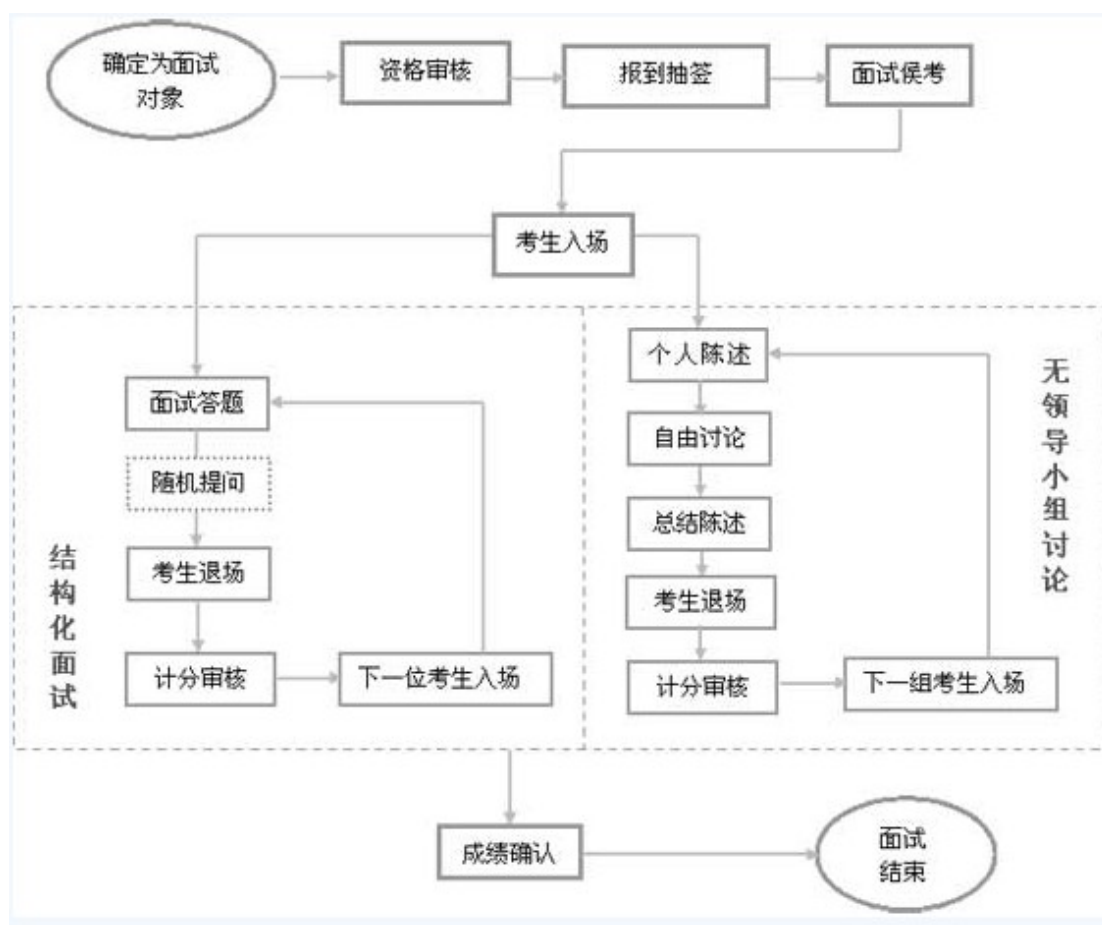 确定为面试
对象
资格审核
报到抽签
面试侯考
考生入场
面试答题
随机提问
考生退场
计分审核
下一位考生入场
结构化面试
个人陈述
自由讨论
总结陈述
考生退场
计分审核
下一组考生入场
无领导小组讨论
成绩确认
面试
结束